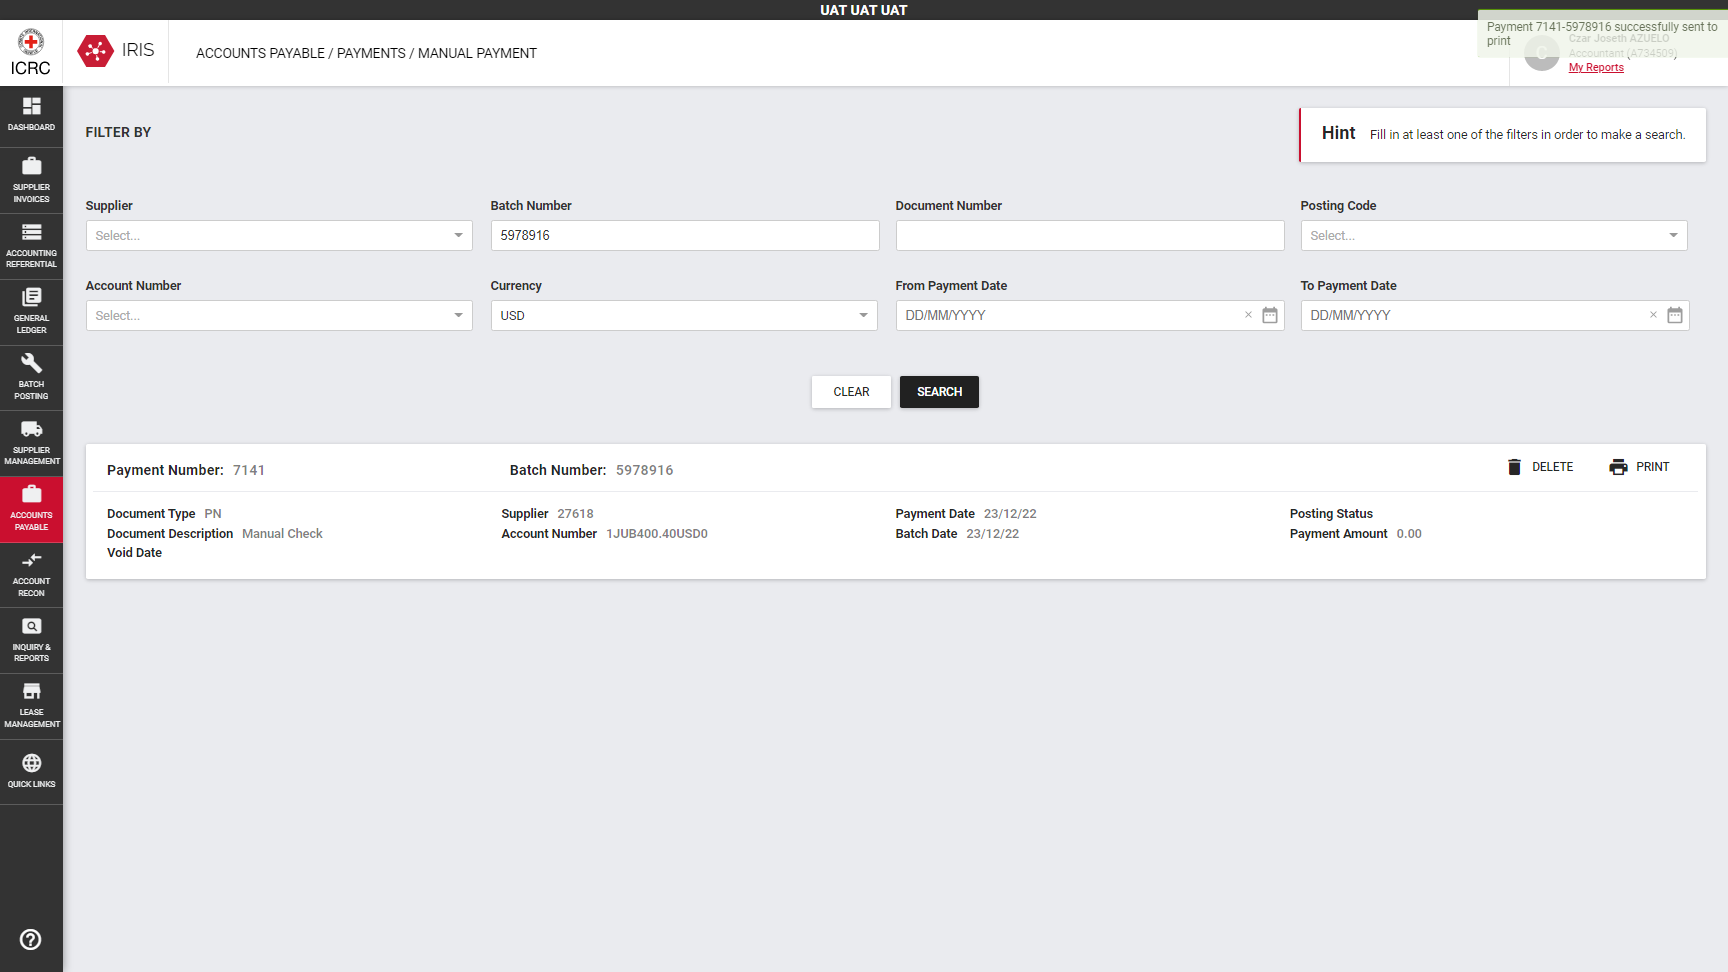 UAT UAT UAT
ICRC
IRIS
ACCOUNTS PAYABLE / PAYMENTS / MANUAL PAYMENT
Payment 7141-5978916 successfully sent to
print
C
Czar Joseth AZUELO
Accountant (A734509)
My Reports
DASHBOARD
SUPPLIER
INVOICES
ACCOUNTING
REFERENTIAL
GENERAL
LEDGER
BATCH
POSTING
SUPPLIER
MANAGEMENT
ACCOUNTS
PAYABLE
ACCOUNT
RECON
INQUIRY &
REPORTS
LEASE
MANAGEMENT
QUICK LINKS
FILTER BY
Hint Fill in at least one of the filters in order to make a search.
Supplier Batch Number Document Number Posting Code
Select... 5978916 Select...
Account Number Currency From Payment Date To Payment Date
Select... USD DD/MM/YYYY DD/MM/YYYY
CLEAR SEARCH
Payment Number: 7141 Batch Number: 5978916 DELETE PRINT
Document Type PN Supplier 27618 Payment Date 23/12/22 Posting Status
Document Description Manual Check Account Number 1JUB400.40USD0 Batch Date 23/12/22 Payment Amount 0.00
Void Date